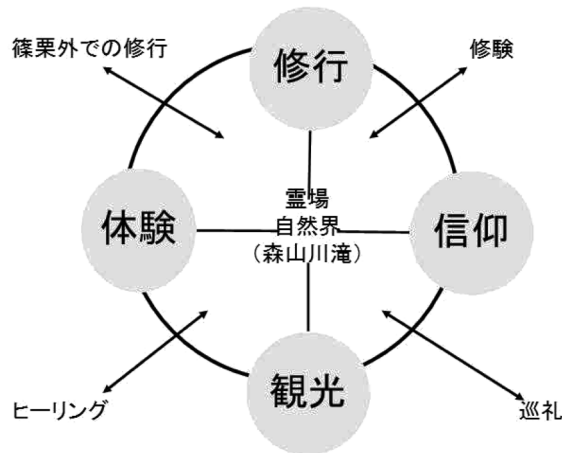 篠栗外での修行
修行
修験
体験
霊場
自然界
（森山川滝）
信仰
ヒーリング
観光
巡礼